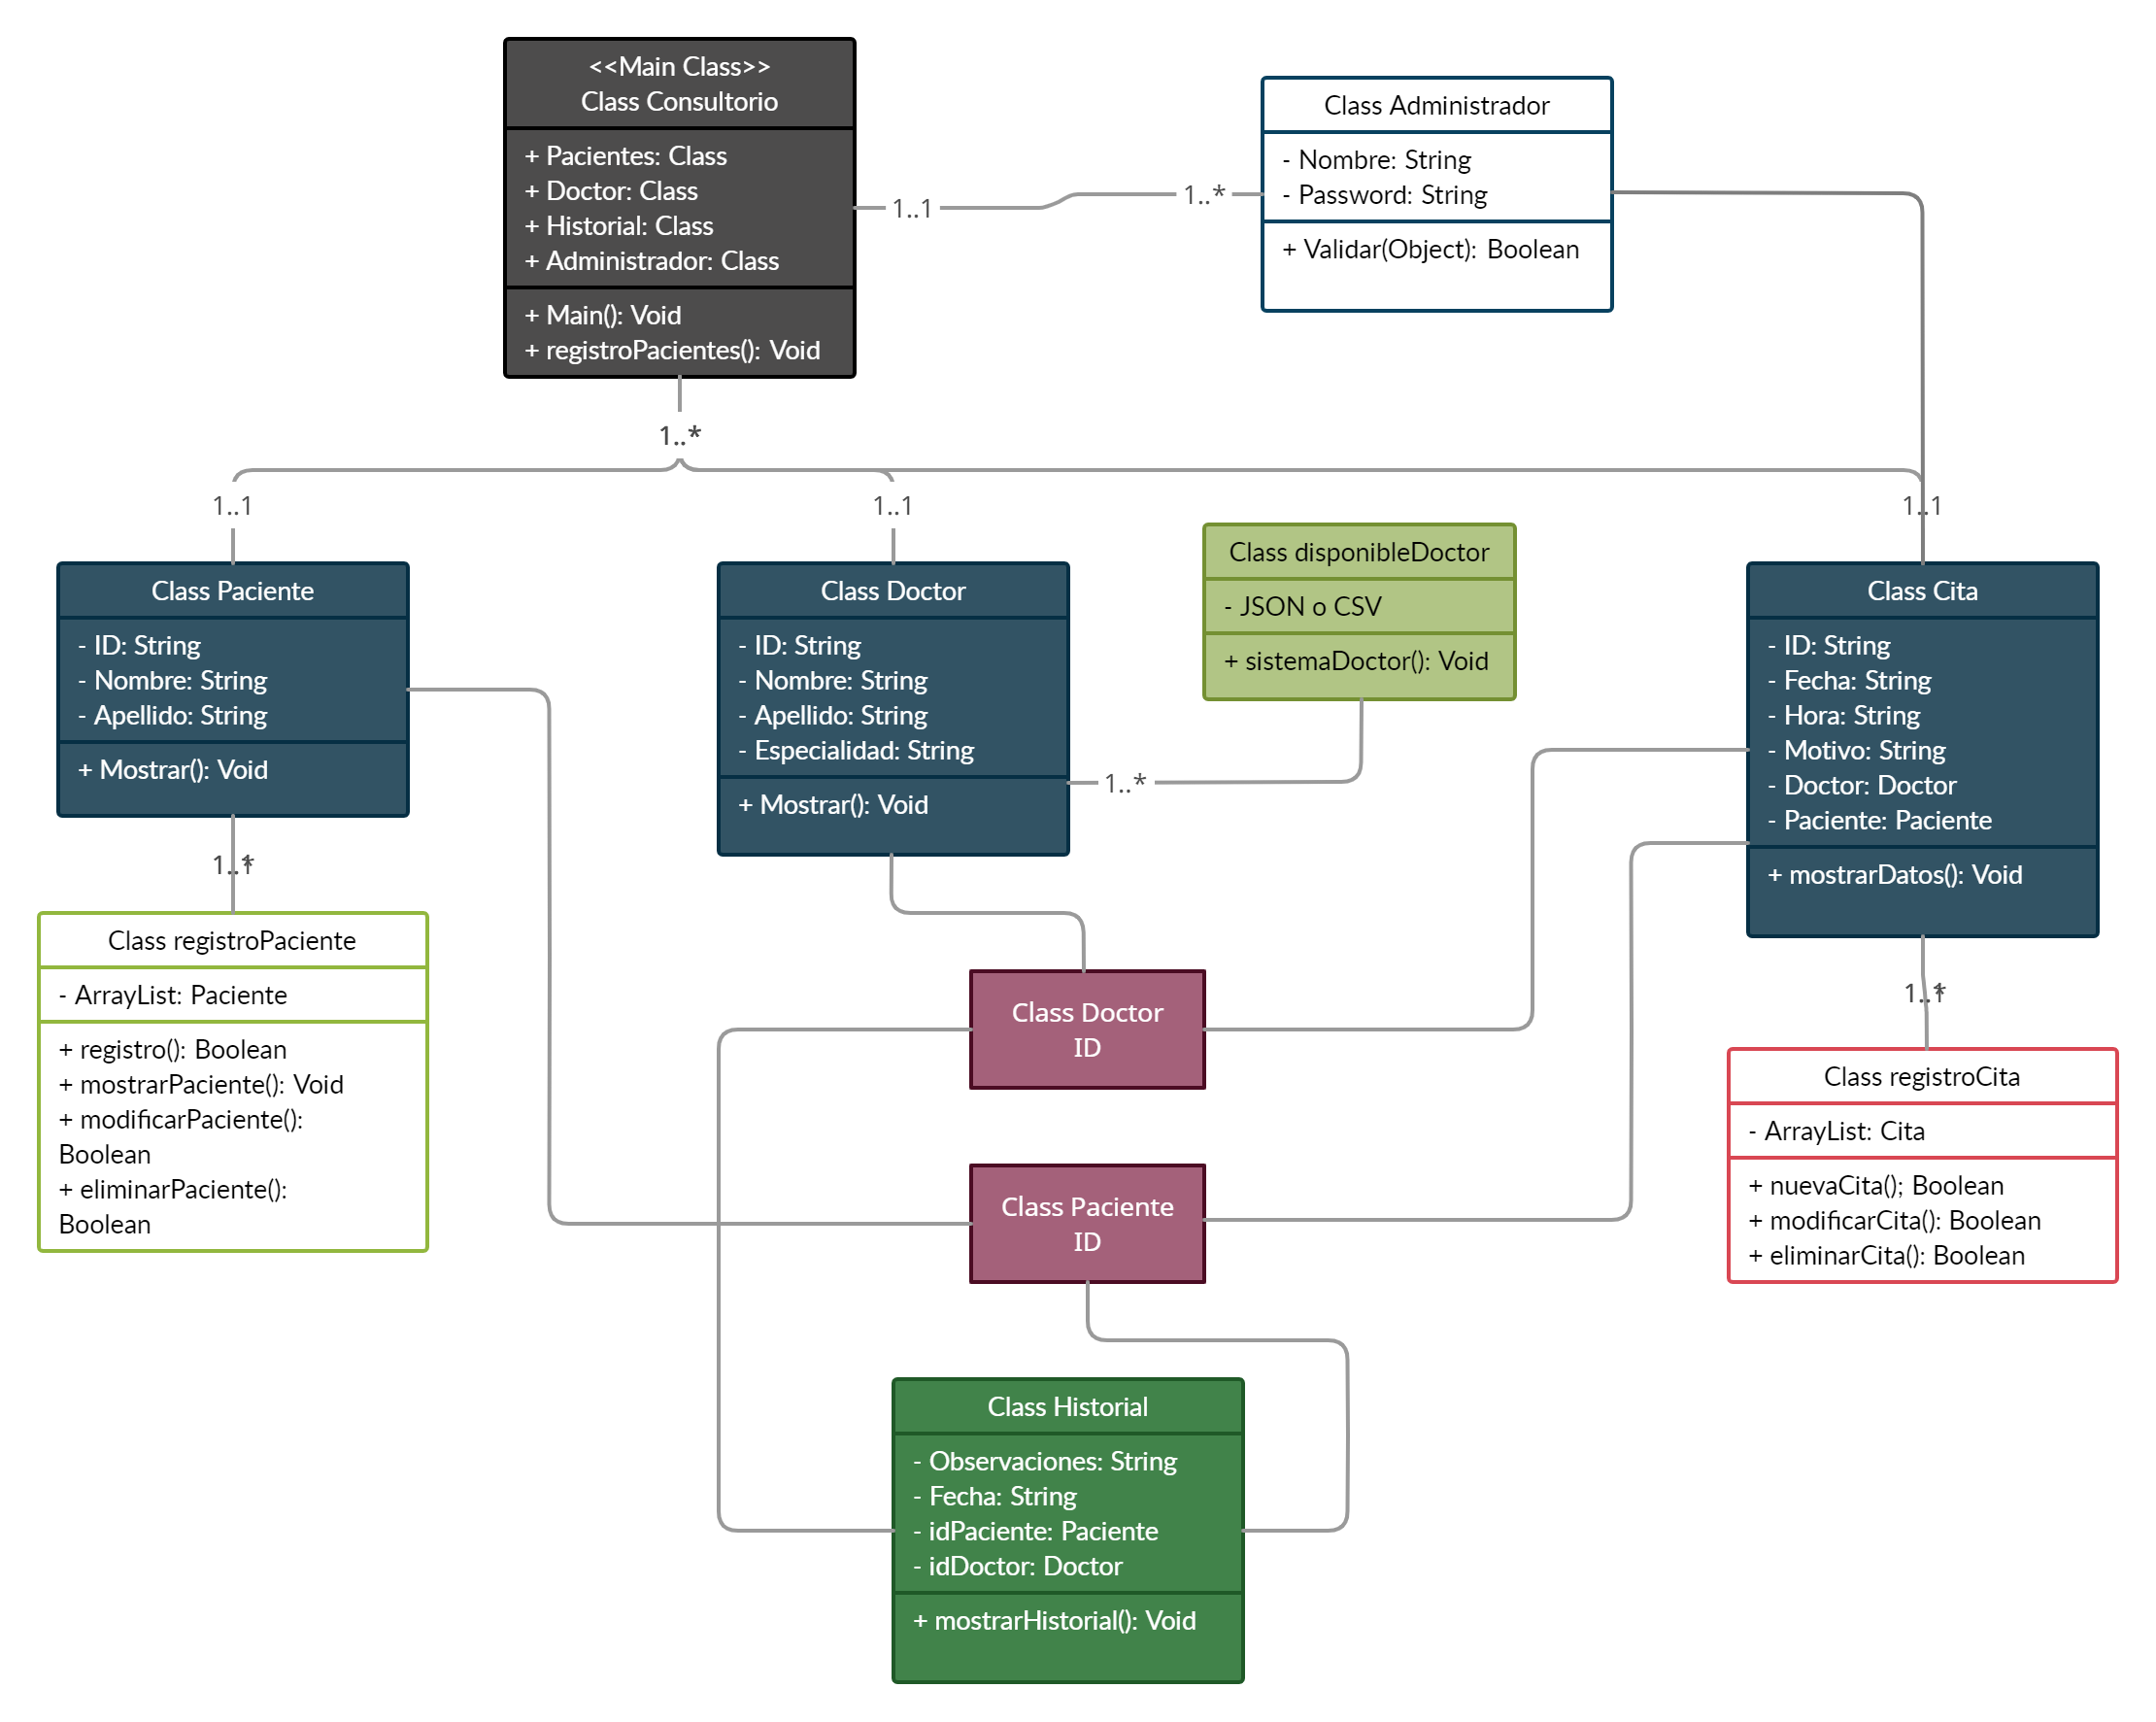 <<Main Class>>
Class Consultorio
+ Pacientes: Class
+ Doctor: Class
+ Historial: Class
+ Administrador: Class
+ Main(): Void
+ registroPacientes(): Void
1..1
1..*
Class Administrador
- Nombre: String
- Password: String
+ Validar(Object): Boolean
1..*
1..1
1..1
1..1
Class Paciente
- ID: String
- Nombre: String
- Apellido: String
+ Mostrar(): Void
Class Doctor
- ID: String
- Nombre: String
- Apellido: String
- Especialidad: String
+ Mostrar(): Void
1..*
Class disponibleDoctor
- JSON o CSV
+ sistemaDoctor(): Void
Class Cita
- ID: String
- Fecha: String
- Hora: String
- Motivo: String
- Doctor: Doctor
- Paciente: Paciente
+ mostrarDatos(): Void
Class registroPaciente
- ArrayList: Paciente
+ registro(): Boolean
+ mostrarPaciente(): Void
+ modificarPaciente():
Boolean
+ eliminarPaciente():
Boolean
Class Doctor
ID
Class Paciente
ID
Class registroCita
- ArrayList: Cita
+ nuevaCita(); Boolean
+ modificarCita(): Boolean
+ eliminarCita(): Boolean
Class Historial
- Observaciones: String
- Fecha: String
- idPaciente: Paciente
- idDoctor: Doctor
+ mostrarHistorial(): Void